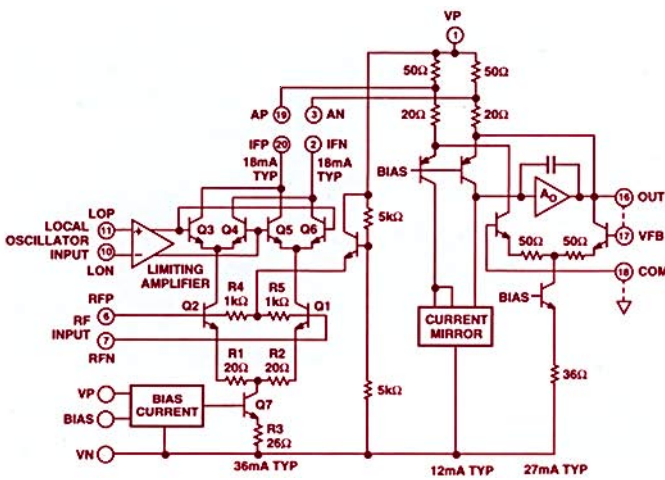 VP
1
50Ω
50Ω
AP
19
3
AN
20Ω
20Ω
IFP
20
2
IFN
18mA
TYP
18mA
TYP
BIAS
AO
16
OUT
LOP
11
LOCAL
OSCILLATOR
INPUT
10
LON
+
−
LIMITING
AMPLIFIER
Q3
Q4
Q5
Q6
5kΩ
17
VFB
50Ω
50Ω
18
COM
RFP
6
RF
INPUT
7
RFN
Q2
R4
1kΩ
R5
1kΩ
Q1
BIAS
CURRENT
MIRROR
R1
20Ω
R2
20Ω
5kΩ
36Ω
VP
BIAS
BIAS
CURRENT
Q7
R3
26Ω
VN
36mA TYP
12mA TYP
27mA TYP